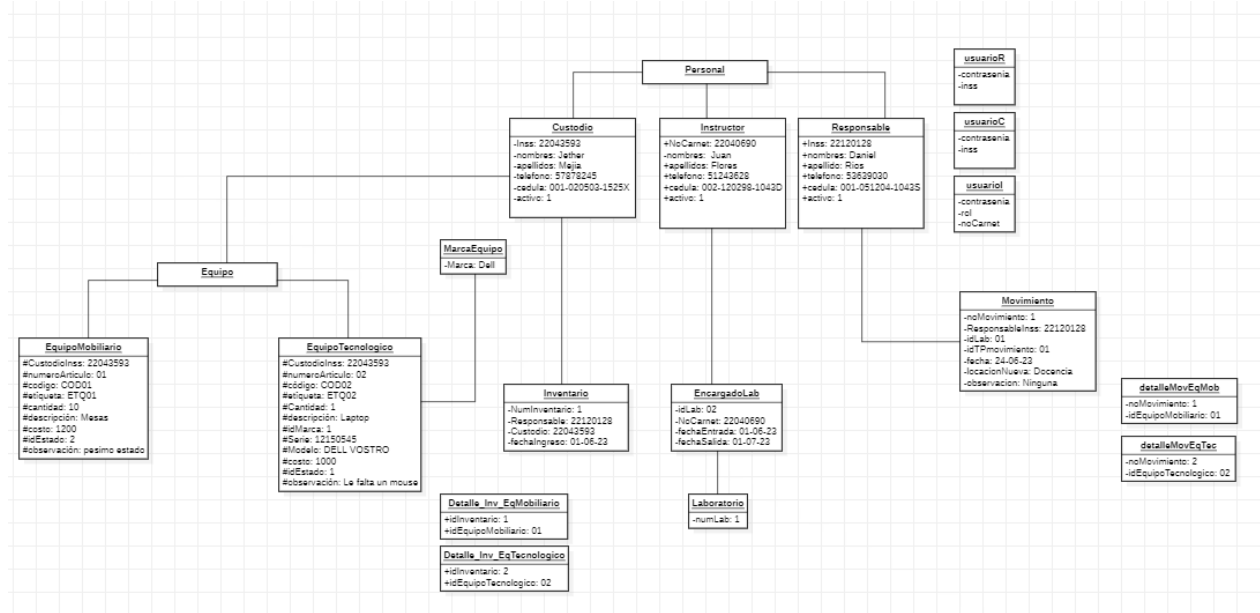 Personal
usuarioR
-contrasenia
-inss
usuarioC
-contrasenia
-inss
usuarioI
-contrasenia
-rol
-noCarnet
Custodio
-Inss: 22043593
-nombres: Jether
-apellidos: Mejia
-telefono: 57878245
-cedula: 001-020503-1525X
-activo: 1
Instructor
+NoCarnet: 22040690
-nombres: Juan
+apellidos: Flores
+telefono: 51243628
+cedula: 002-120298-1043D
+activo: 1
Responsable
+Inss: 22120128
+nombres: Daniel
+apellido: Rios
+telefono: 53639030
+cedula: 001-051204-1043S
+activo: 1
MarcaEquipo
-Marca: Dell
Equipo
EquipoMobiliario
#CustodioInss: 22043593
#numeroArticulo: 01
#codigo: COD01
#etiqueta: ETQ01
#cantidad: 10
#descripción: Mesas
#costo: 1200
#idEstado: 2
#observación: pesimo estado
EquipoTecnologico
#CustodioInss: 22043593
#numeroArticulo: 02
#código: COD02
#etiqueta: ETQ02
#Cantidad: 1
#descripción: Laptop
#idMarca: 1
#Serie: 12150545
#Modelo: DELL VOSTRO
#costo: 1000
#idEstado: 1
#observación: Le falta un mouse
Inventario
-NumInventario: 1
-Responsable: 22120128
-Custodio: 22043593
-fechaIngreso: 01-06-23
EncargadoLab
-idLab: 02
-NoCarnet: 22040690
-fechaEntrada: 01-06-23
-fechaSalida: 01-07-23
Movimiento
-noMovimiento: 1
-ResponsableInss: 22120128
-idLab: 01
-idTPmovimiento: 01
-fecha: 24-06-23
-locacionNueva: Docencia
-observacion: Ninguna
detalleMovEqMob
-noMovimiento: 1
-idEquipoMobiliario: 01
detalleMovEqTec
-noMovimiento: 2
-idEquipoTecnologico: 02
Laboratorio
-numLab: 1
Detalle_Inv_EqMobiliario
+idInventario: 1
+idEquipoMobiliario: 01
Detalle_Inv_EqTecnologico
+idInventario: 2
+idEquipoTecnologico: 02